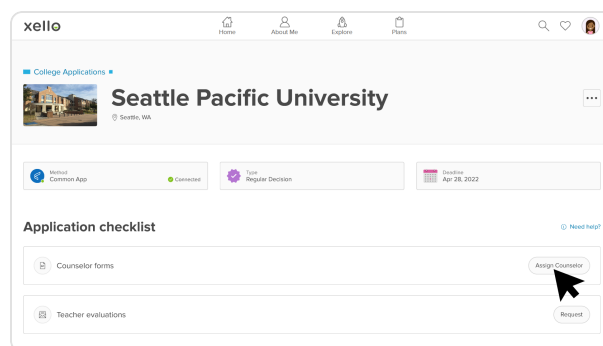 xello
Home
About Me
Explore
Plans
College Applications
Seattle Pacific University
Seattle, WA
Method
Common App
Connected
Type
Regular Decision
Deadline
Apr 28, 2022
Application checklist
Need help?
Counselor forms
Assign Counselor
Teacher evaluations
Request